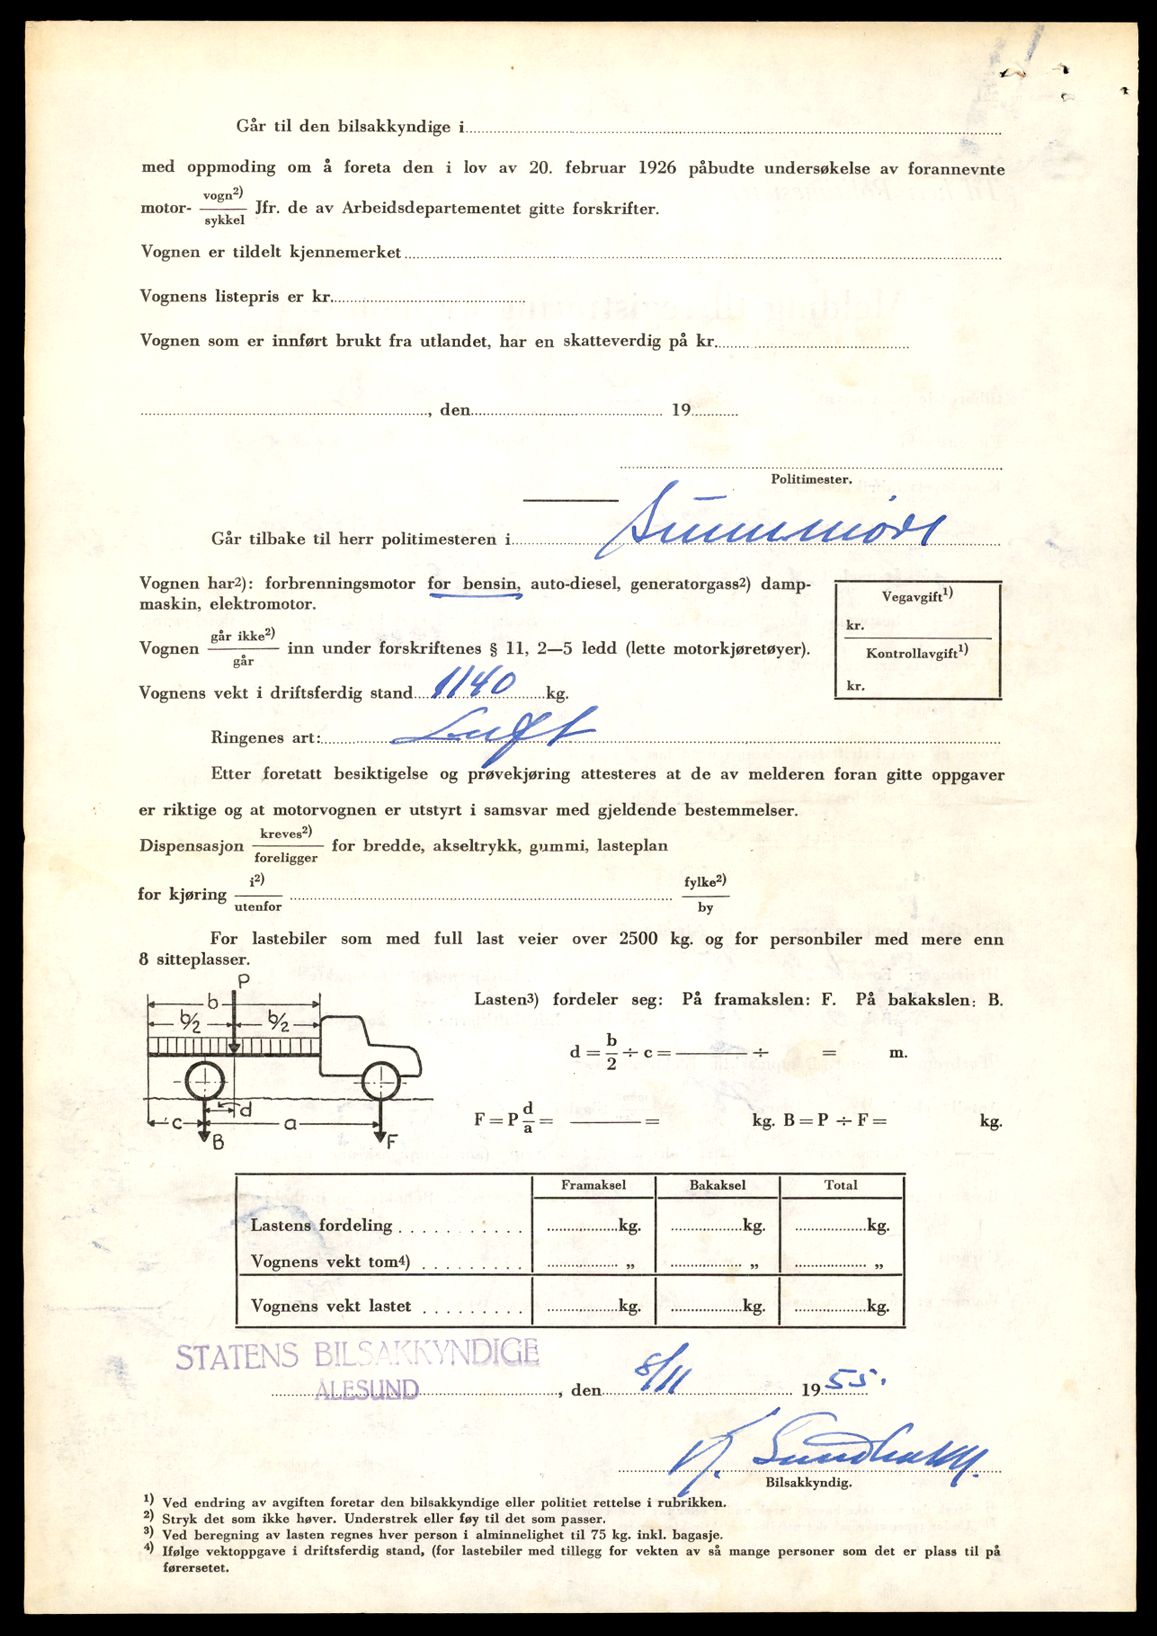 Går til den bilsakkyndige i
med oppmoding om å foreta den i lov av 20. februar 1926 påbudte undersøkelse av forannevnte
motor- vogn2) / sykkel Jfr. de av Arbeidsdepartementet gitte forskrifter.
Vognen er tildelt kjennemerket
Vognens listepris er kr.
Vognen som er innført brukt fra utlandet, har en skatteverdig på kr.
, den 19
Politimester.
Går tilbake til herr politimesteren i Sunnmøre
Vognen har2): forbrenningsmotor for bensin, auto-diesel, generatorgass2) damp-
maskin, elektromotor.
Vegavgift1)
kr.
Kontrollavgift1)
kr.
Vognen går ikke2) / går inn under forskriftenes § 11, 2—5 ledd (lette motorkjøretøyer).
Vognens vekt i driftsferdig stand 1140 kg.
Ringenes art: Luft
Etter foretatt besiktigelse og prøvekjøring attesteres at de av melderen foran gitte oppgaver
er riktige og at motorvognen er utstyrt i samsvar med gjeldende bestemmelser.
Dispensasjon kreves2) / foreligger for bredde, akseltrykk, gummi, lasteplan
for kjøring i2) / utenfor fylke2) / by
For lastebiler som med full last veier over 2500 kg. og for personbiler med mere enn
8 sitteplasser.
P
b
b/2 b/2
c d a
B F
Lasten3) fordeler seg: På framakslen: F. På bakakslen: B.
d = b/2 ÷ c = ÷ = m.
F = P d/a = = kg. B = P ÷ F = kg.
Framaksel Bakaksel Total
Lastens fordeling kg. kg. kg.
Vognens vekt tom4) „ „ „
Vognens vekt lastet kg. kg. kg.
STATENS BILSAKKYNDIGE
ÅLESUND , den 8/11 1955.
Bilsakkyndig.
1) Ved endring av avgiften foretar den bilsakkyndige eller politiet rettelse i rubrikken.
2) Stryk det som ikke høver. Understrek eller føy til det som passer.
3) Ved beregning av lasten regnes hver person i alminnelighet til 75 kg. inkl. bagasje.
4) Ifølge vektoppgave i driftsferdig stand, (for lastebiler med tillegg for vekten av så mange personer som det er plass til på
førersetet.